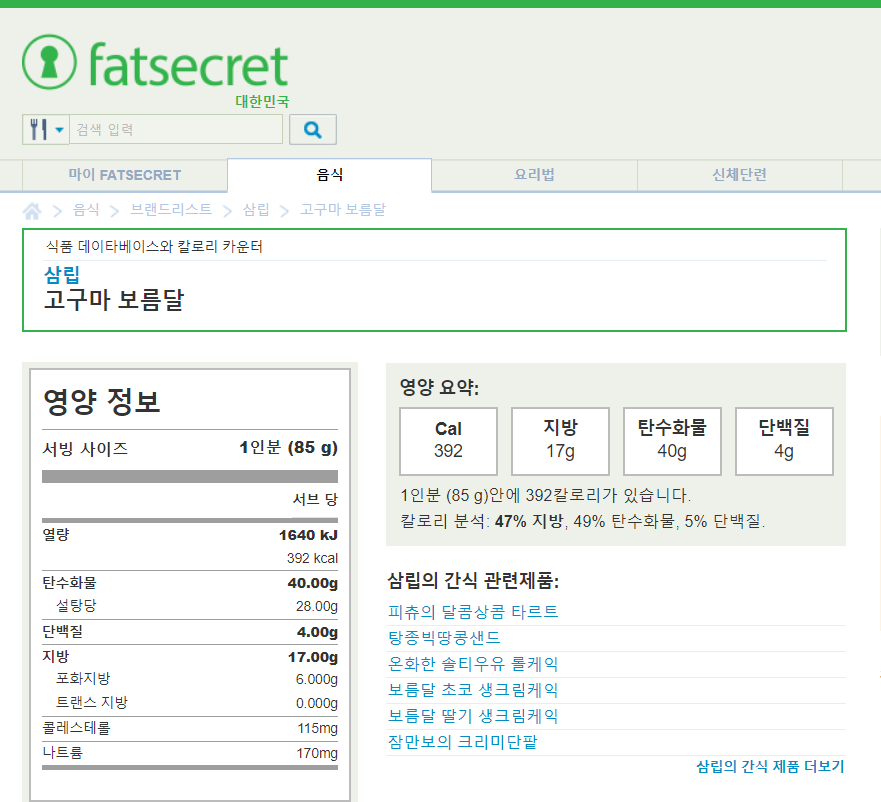 fatsecret
대한민국
검색 입력
마이 FATSECRET 음식 요리법 신체단련
음식 브랜드리스트 삼립 고구마 보름달
식품 데이타베이스와 칼로리 카운터
삼립
고구마 보름달
영양 정보
서빙 사이즈 1인분 (85 g)
서브 당
열량 1640 kJ
392 kcal
탄수화물 40.00g
설탕당 28.00g
단백질 4.00g
지방 17.00g
포화지방 6.000g
트랜스 지방 0.000g
콜레스테롤 115mg
나트륨 170mg
영양 요약:
Cal 지방 탄수화물 단백질
392 17g 40g 4g
1인분 (85 g)안에 392칼로리가 있습니다.
칼로리 분석: 47% 지방, 49% 탄수화물, 5% 단백질.
삼립의 간식 관련제품:
피츄의 달콤상콤 타르트
탕종빅땅콩샌드
온화한 솔티우유 롤케익
보름달 초코 생크림케익
보름달 딸기 생크림케익
잠만보의 크리미단팥
삼립의 간식 제품 더보기